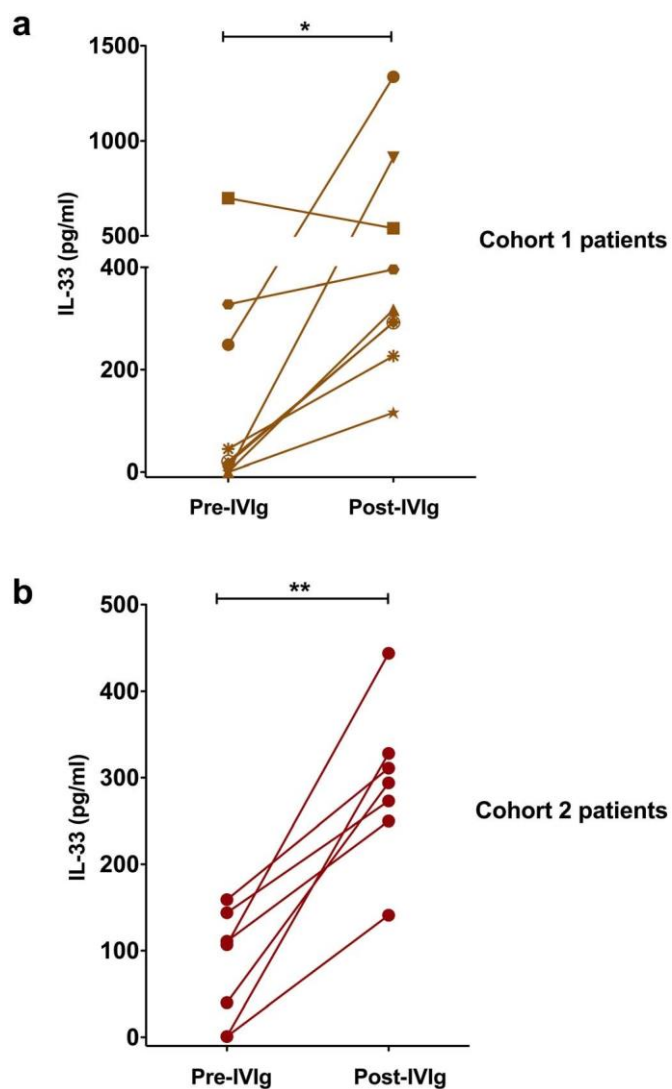 a
*
1500
1000
500
400
200
0
IL-33 (pg/ml)
Pre-IVIg Post-IVIg
Cohort 1 patients
b
**
500
400
300
200
100
0
IL-33 (pg/ml)
Pre-IVIg Post-IVIg
Cohort 2 patients